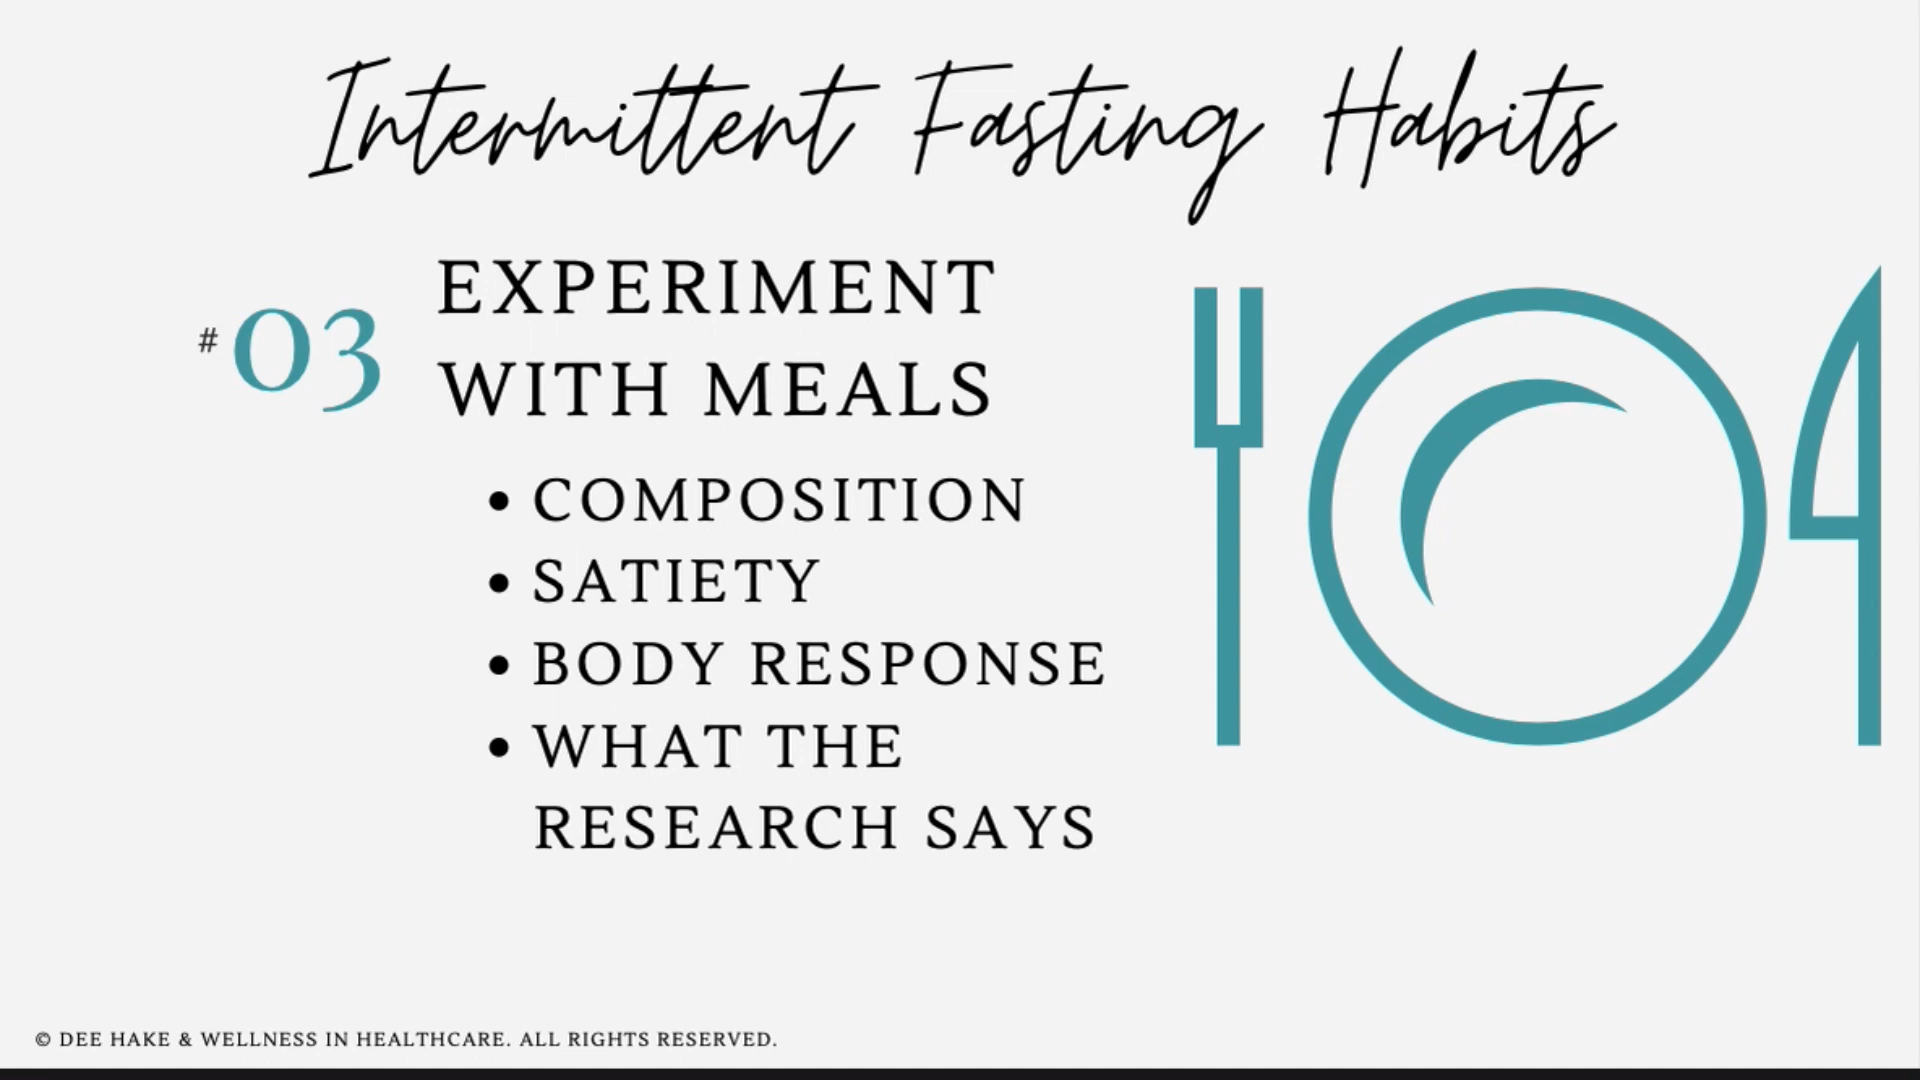 Intermittent Fasting Habits
#03
EXPERIMENT
WITH MEALS
• COMPOSITION
• SATIETY
• BODY RESPONSE
• WHAT THE
RESEARCH SAYS
© DEE HAKE & WELLNESS IN HEALTHCARE. ALL RIGHTS RESERVED.